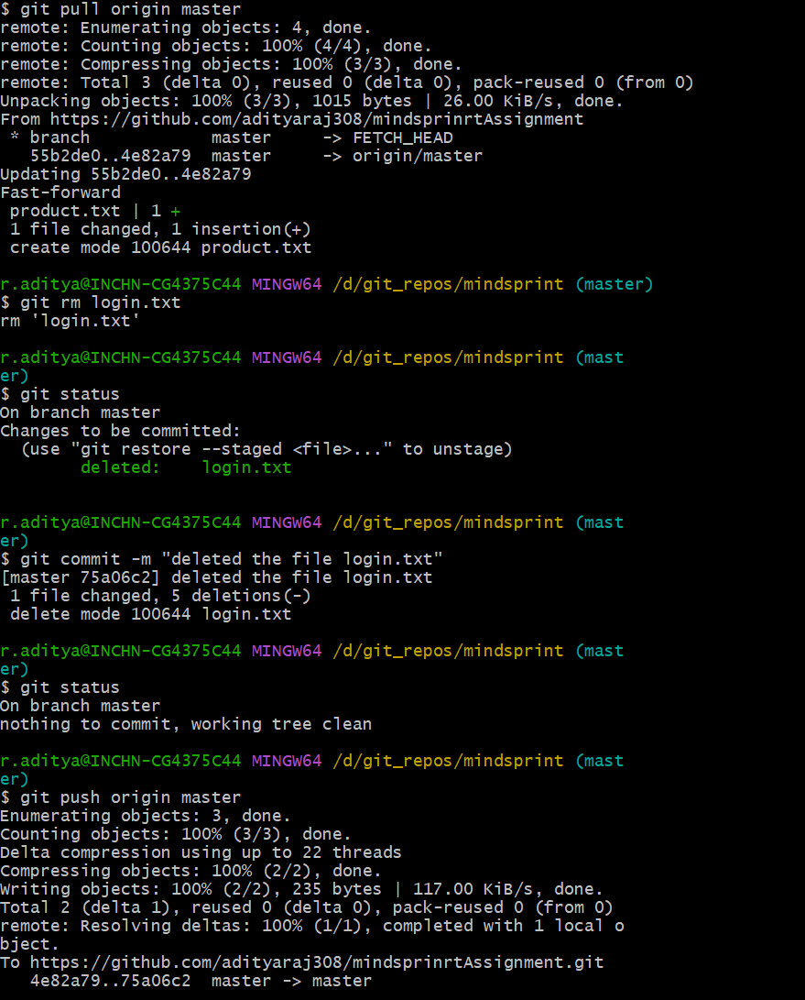 $ git pull origin master
remote: Enumerating objects: 4, done.
remote: Counting objects: 100% (4/4), done.
remote: Compressing objects: 100% (3/3), done.
remote: Total 3 (delta 0), reused 0 (delta 0), pack-reused 0 (from 0)
Unpacking objects: 100% (3/3), 1015 bytes | 26.00 KiB/s, done.
From https://github.com/adityaraj308/mindsprinrtAssignment
 * branch            master     -> FETCH_HEAD
   55b2de0..4e82a79  master     -> origin/master
Updating 55b2de0..4e82a79
Fast-forward
 product.txt | 1 +
 1 file changed, 1 insertion(+)
 create mode 100644 product.txt
r.aditya@INCHN-CG4375C44 MINGW64 /d/git_repos/mindsprint (master)
$ git rm login.txt
rm 'login.txt'
r.aditya@INCHN-CG4375C44 MINGW64 /d/git_repos/mindsprint (mast
er)
$ git status
On branch master
Changes to be committed:
  (use "git restore --staged <file>..." to unstage)
        deleted:    login.txt
r.aditya@INCHN-CG4375C44 MINGW64 /d/git_repos/mindsprint (mast
er)
$ git commit -m "deleted the file login.txt"
[master 75a06c2] deleted the file login.txt
 1 file changed, 5 deletions(-)
 delete mode 100644 login.txt
r.aditya@INCHN-CG4375C44 MINGW64 /d/git_repos/mindsprint (mast
er)
$ git status
On branch master
nothing to commit, working tree clean
r.aditya@INCHN-CG4375C44 MINGW64 /d/git_repos/mindsprint (mast
er)
$ git push origin master
Enumerating objects: 3, done.
Counting objects: 100% (3/3), done.
Delta compression using up to 22 threads
Compressing objects: 100% (2/2), done.
Writing objects: 100% (2/2), 235 bytes | 117.00 KiB/s, done.
Total 2 (delta 1), reused 0 (delta 0), pack-reused 0 (from 0)
remote: Resolving deltas: 100% (1/1), completed with 1 local o
bject.
To https://github.com/adityaraj308/mindsprinrtAssignment.git
   4e82a79..75a06c2  master -> master